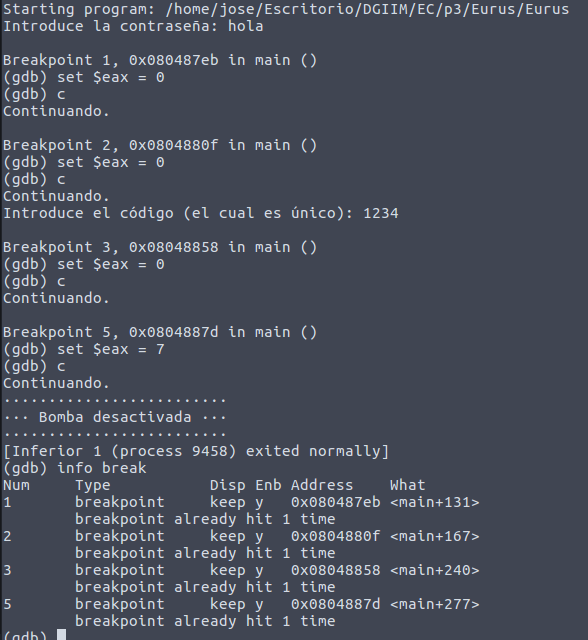 Starting program: /home/jose/Escritorio/DGIIM/EC/p3/Eurus/Eurus
Introduce la contraseña: hola
Breakpoint 1, 0x080487eb in main ()
(gdb) set $eax = 0
(gdb) c
Continuando.
Breakpoint 2, 0x0804880f in main ()
(gdb) set $eax = 0
(gdb) c
Continuando.
Introduce el código (el cual es único): 1234
Breakpoint 3, 0x08048858 in main ()
(gdb) set $eax = 0
(gdb) c
Continuando.
Breakpoint 5, 0x0804887d in main ()
(gdb) set $eax = 7
(gdb) c
Continuando.
·························
··· Bomba desactivada ···
·························
[Inferior 1 (process 9458) exited normally]
(gdb) info break
Num     Type           Disp Enb Address    What
1       breakpoint     keep y   0x080487eb <main+131>
        breakpoint already hit 1 time
2       breakpoint     keep y   0x0804880f <main+167>
        breakpoint already hit 1 time
3       breakpoint     keep y   0x08048858 <main+240>
        breakpoint already hit 1 time
5       breakpoint     keep y   0x0804887d <main+277>
        breakpoint already hit 1 time
(gdb)